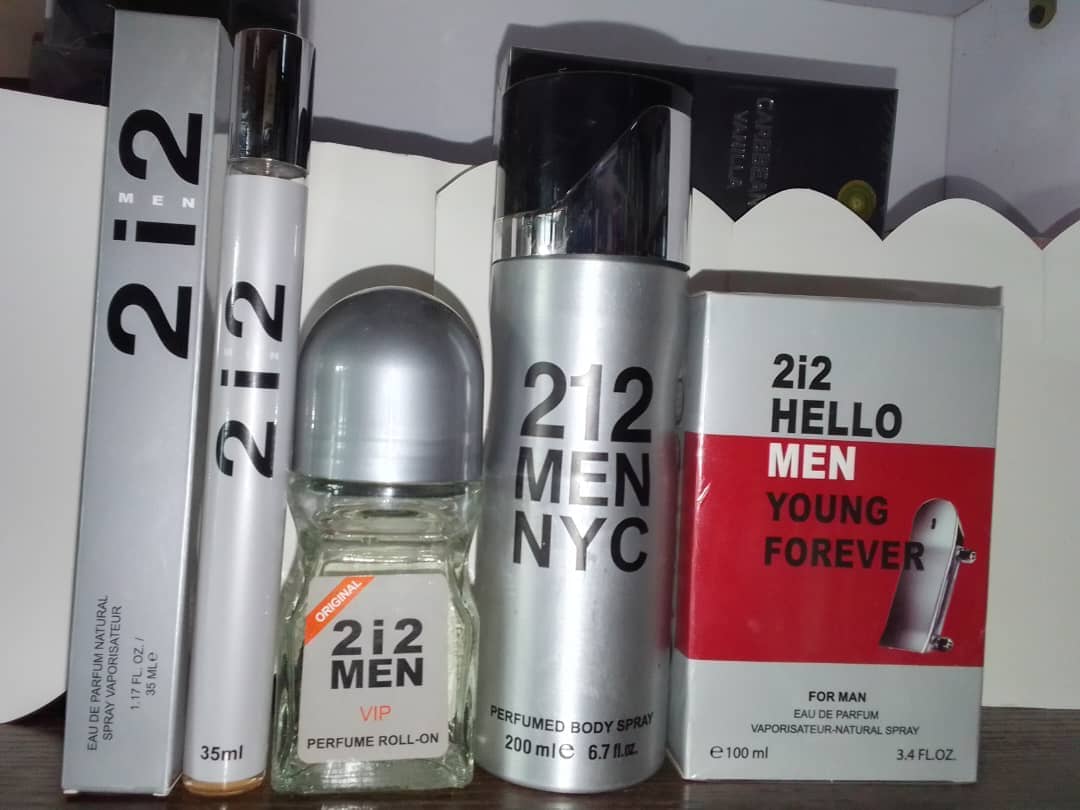 2i2
MEN
EAU DE PARFUM NATURAL
SPRAY VAPORISATEUR
1.17 FL. OZ. /
35 ML℮
2i2
MEN
35ml
ORIGINAL
2i2
MEN
VIP
PERFUME ROLL-ON
212
MEN
NYC
PERFUMED BODY SPRAY
200 ml℮ 6.7 fl.oz.
CARIBBEAN
VANILLA
2i2
HELLO
MEN
YOUNG
FOREVER
FOR MAN
EAU DE PARFUM
VAPORISATEUR-NATURAL SPRAY
℮100 ml 3.4 FL.OZ.